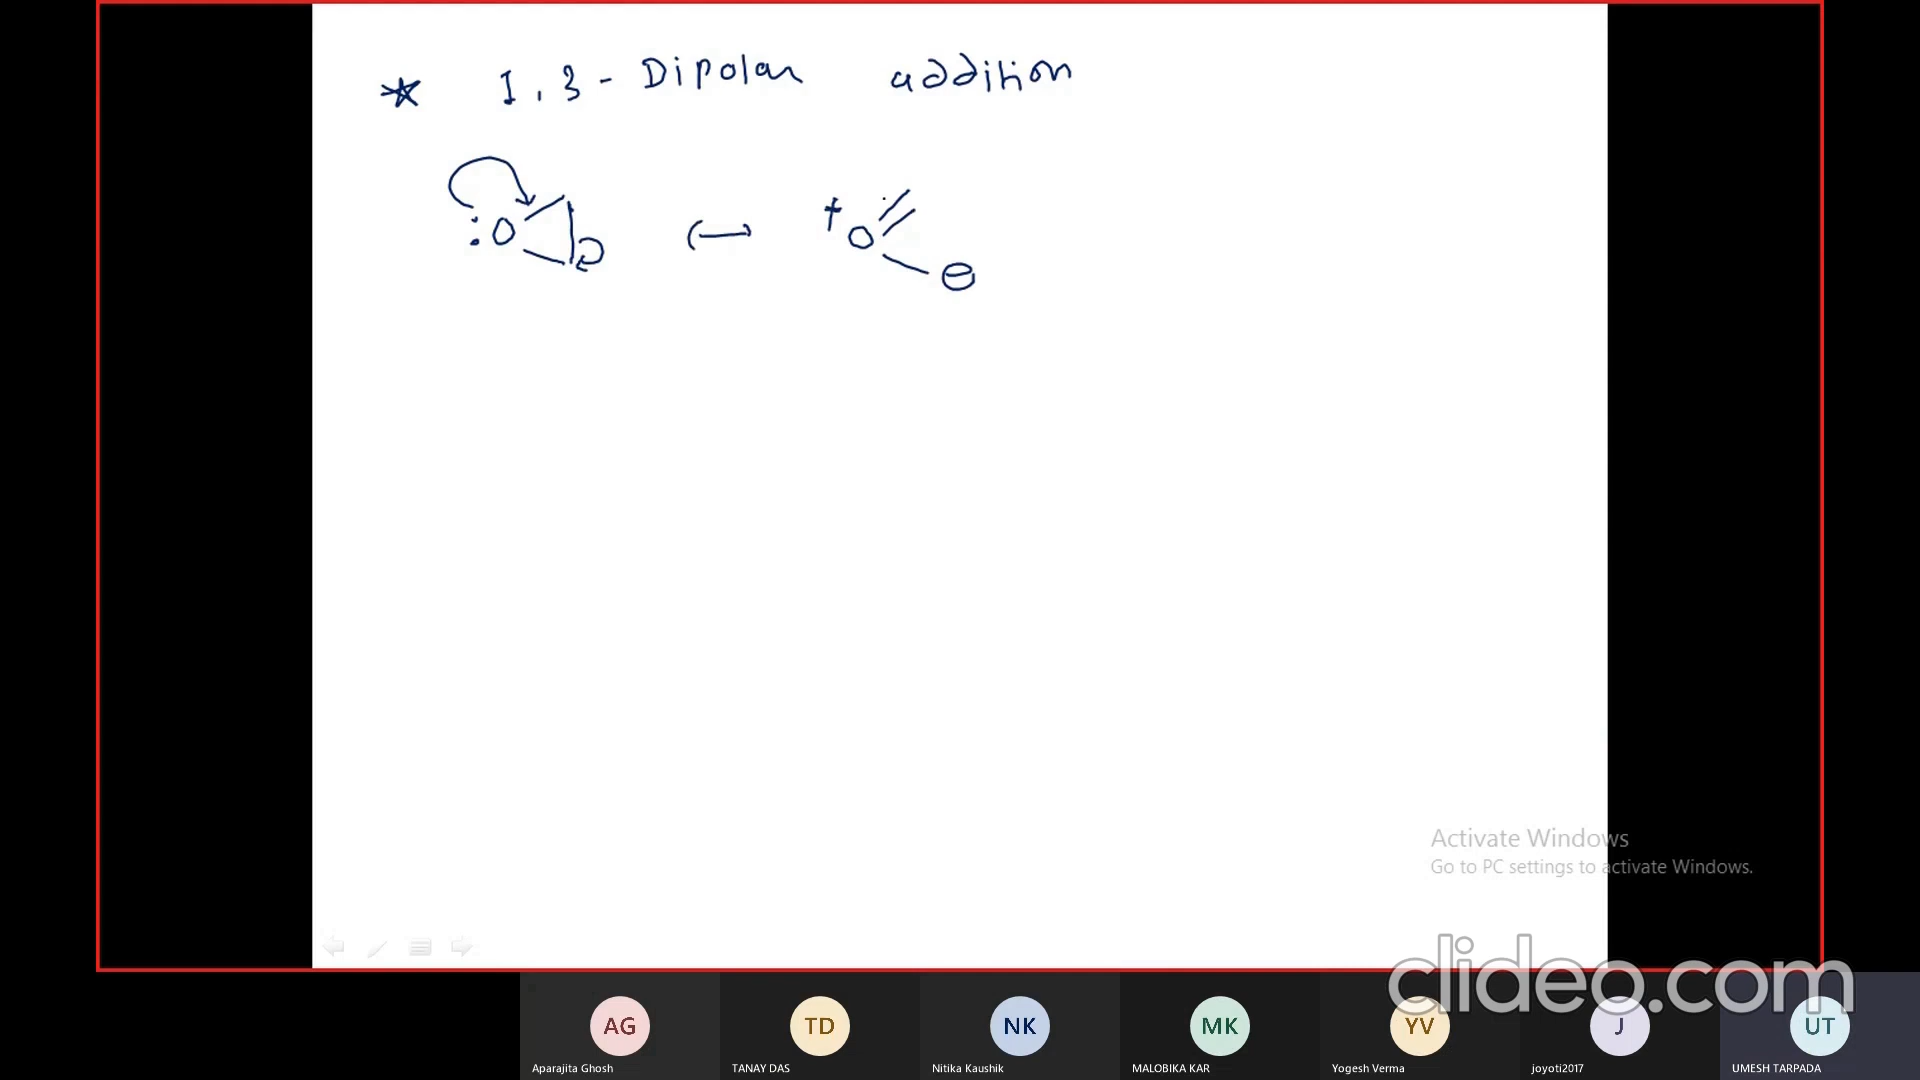 * 1,3 - Dipolar addition
:O
+ O
⊖
Activate Windows
Go to PC settings to activate Windows.
clideo.com
AG TD NK MK YV J UT
Aparajita Ghosh TANAY DAS Nitika Kaushik MALOBIKA KAR Yogesh Verma joyoti2017 UMESH TARPADA